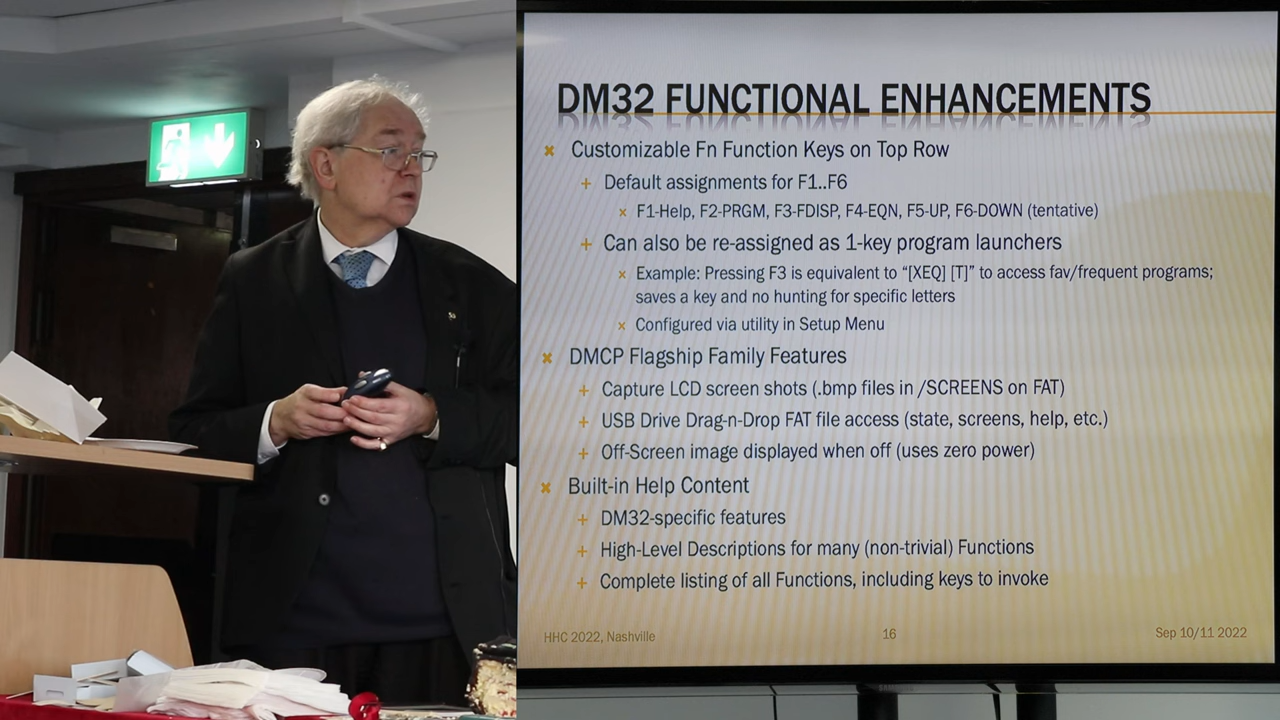 DM32 FUNCTIONAL ENHANCEMENTS
Customizable Fn Function Keys on Top Row
Default assignments for F1..F6
F1-Help, F2-PRGM, F3-FDISP, F4-EQN, F5-UP, F6-DOWN (tentative)
Can also be re-assigned as 1-key program launchers
Example: Pressing F3 is equivalent to “[XEQ] [T]” to access fav/frequent programs;
saves a key and no hunting for specific letters
Configured via utility in Setup Menu
DMCP Flagship Family Features
Capture LCD screen shots (.bmp files in /SCREENS on FAT)
USB Drive Drag-n-Drop FAT file access (state, screens, help, etc.)
Off-Screen image displayed when off (uses zero power)
Built-in Help Content
DM32-specific features
High-Level Descriptions for many (non-trivial) Functions
Complete listing of all Functions, including keys to invoke
HHC 2022, Nashville
16
Sep 10/11 2022